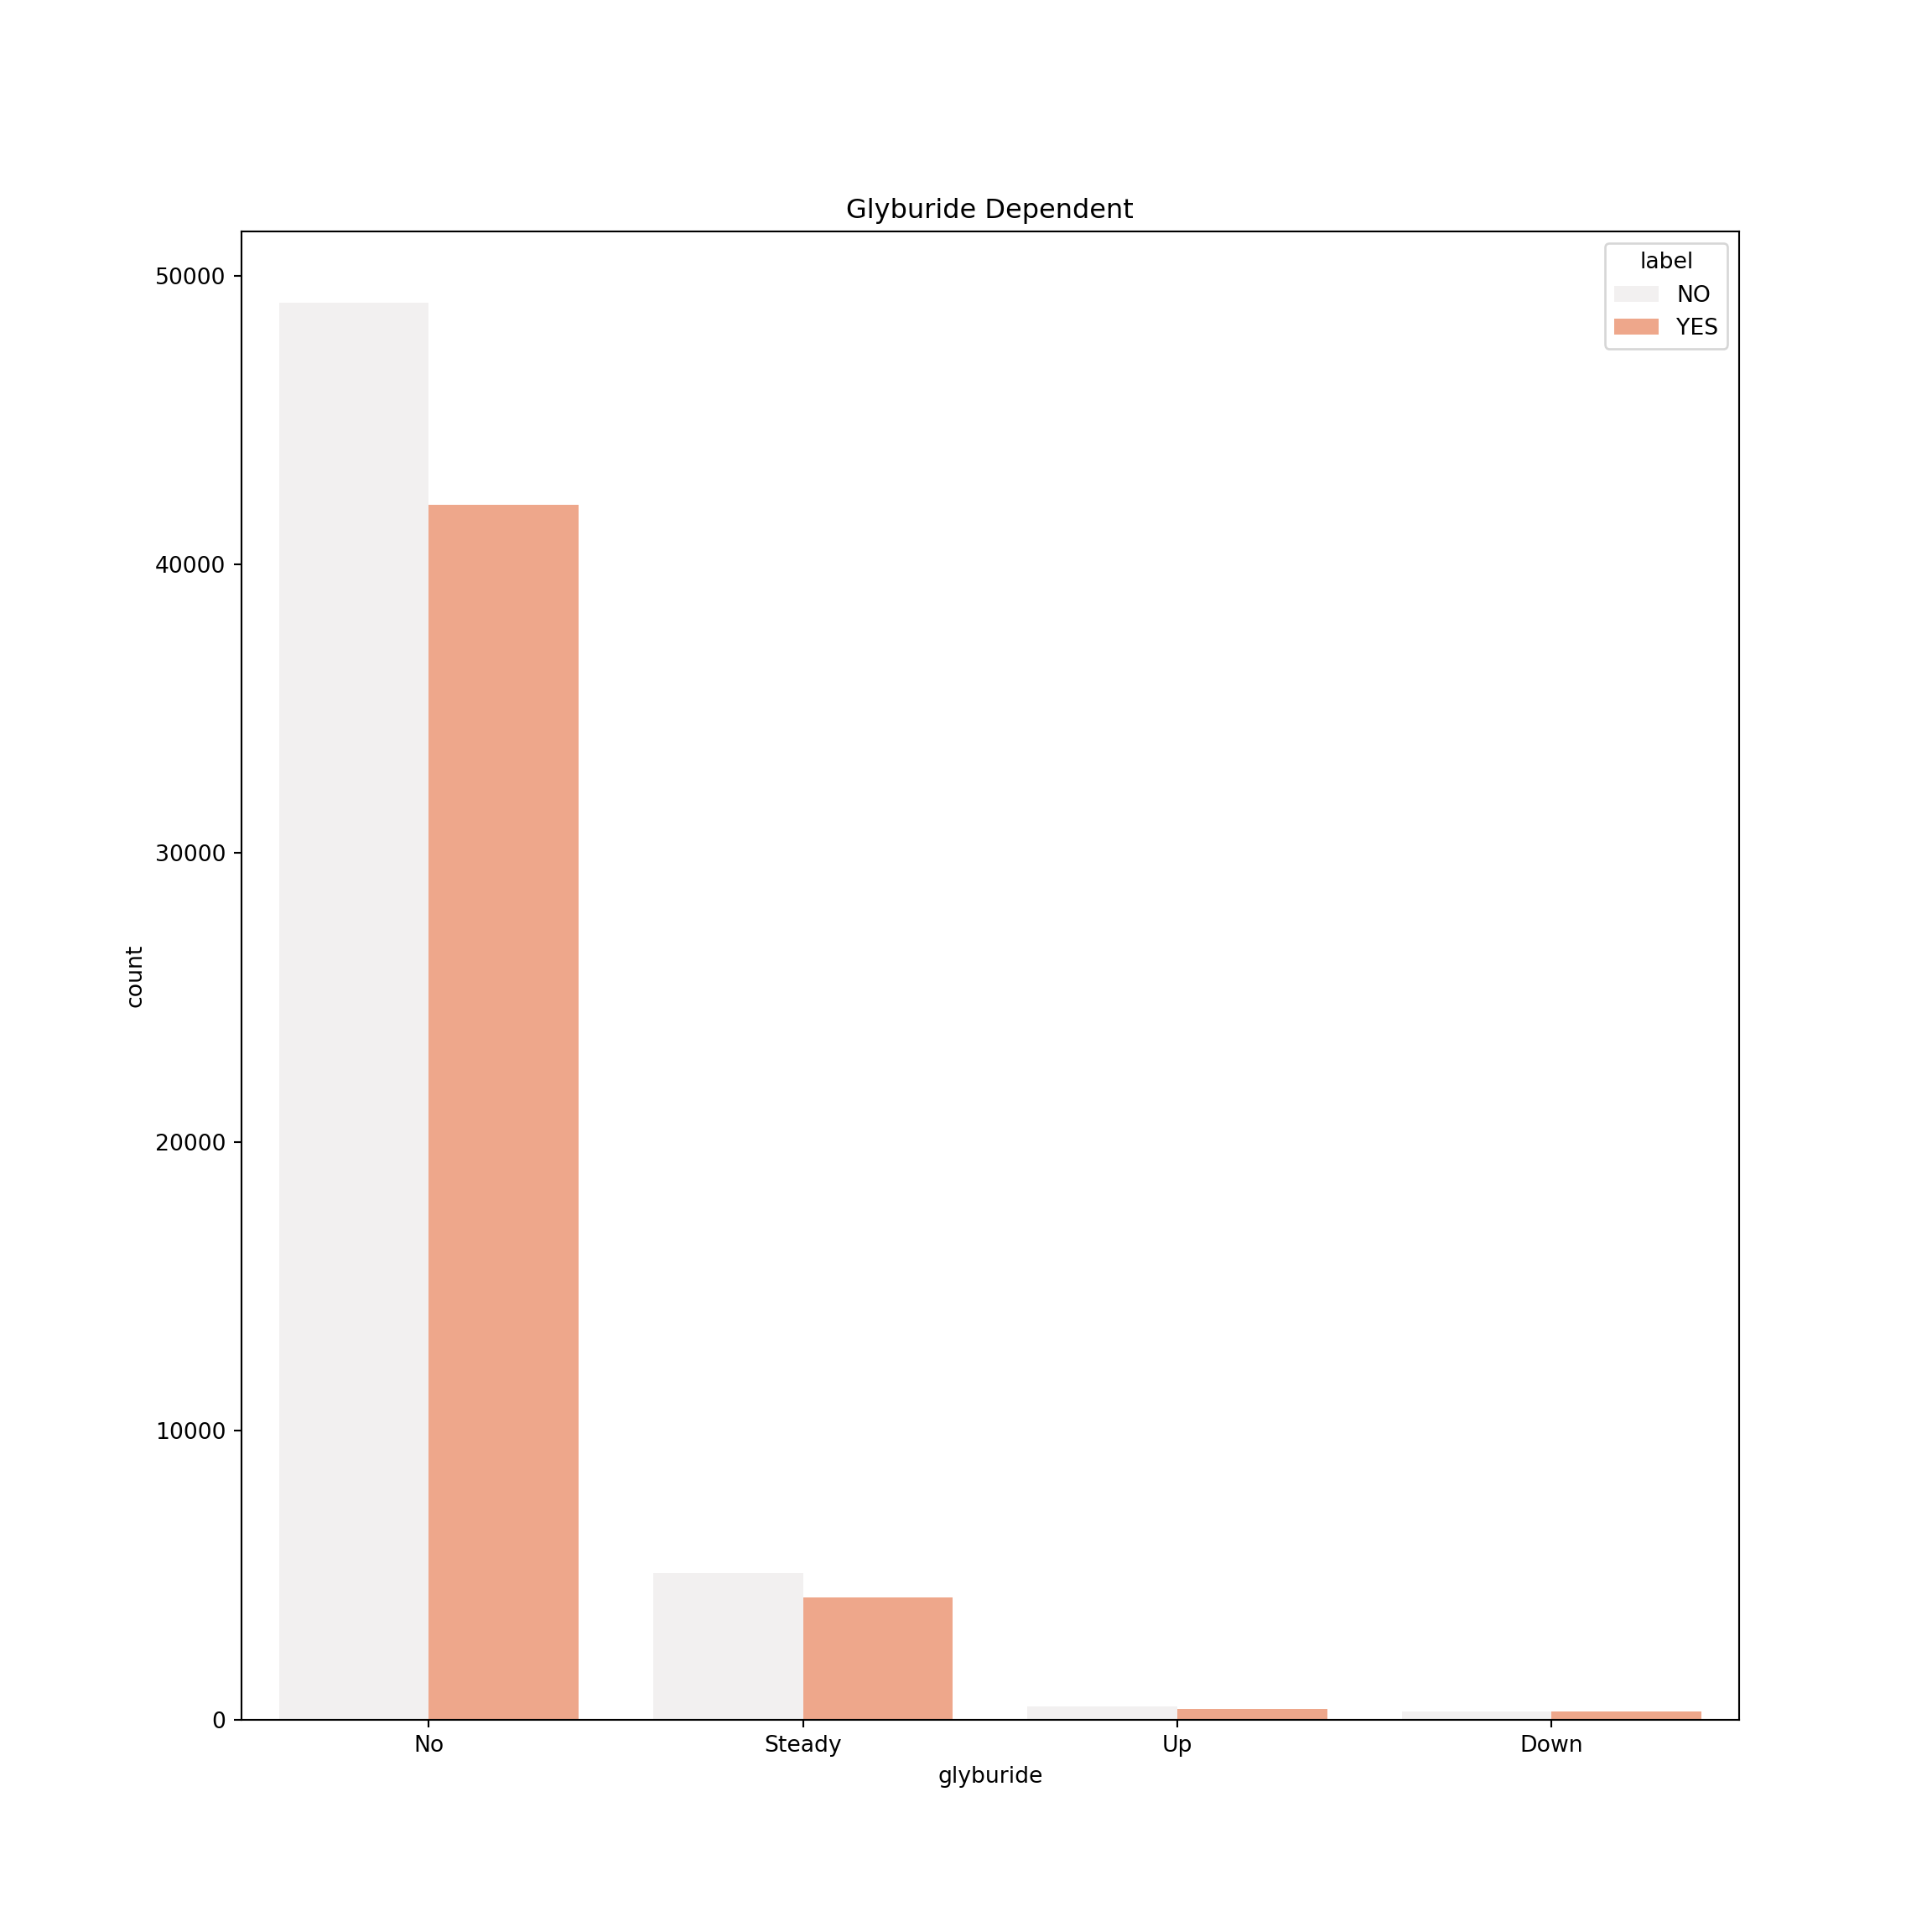 Glyburide Dependent
label
NO
YES
50000
40000
30000
20000
10000
0
count
No
Steady
Up
Down
glyburide